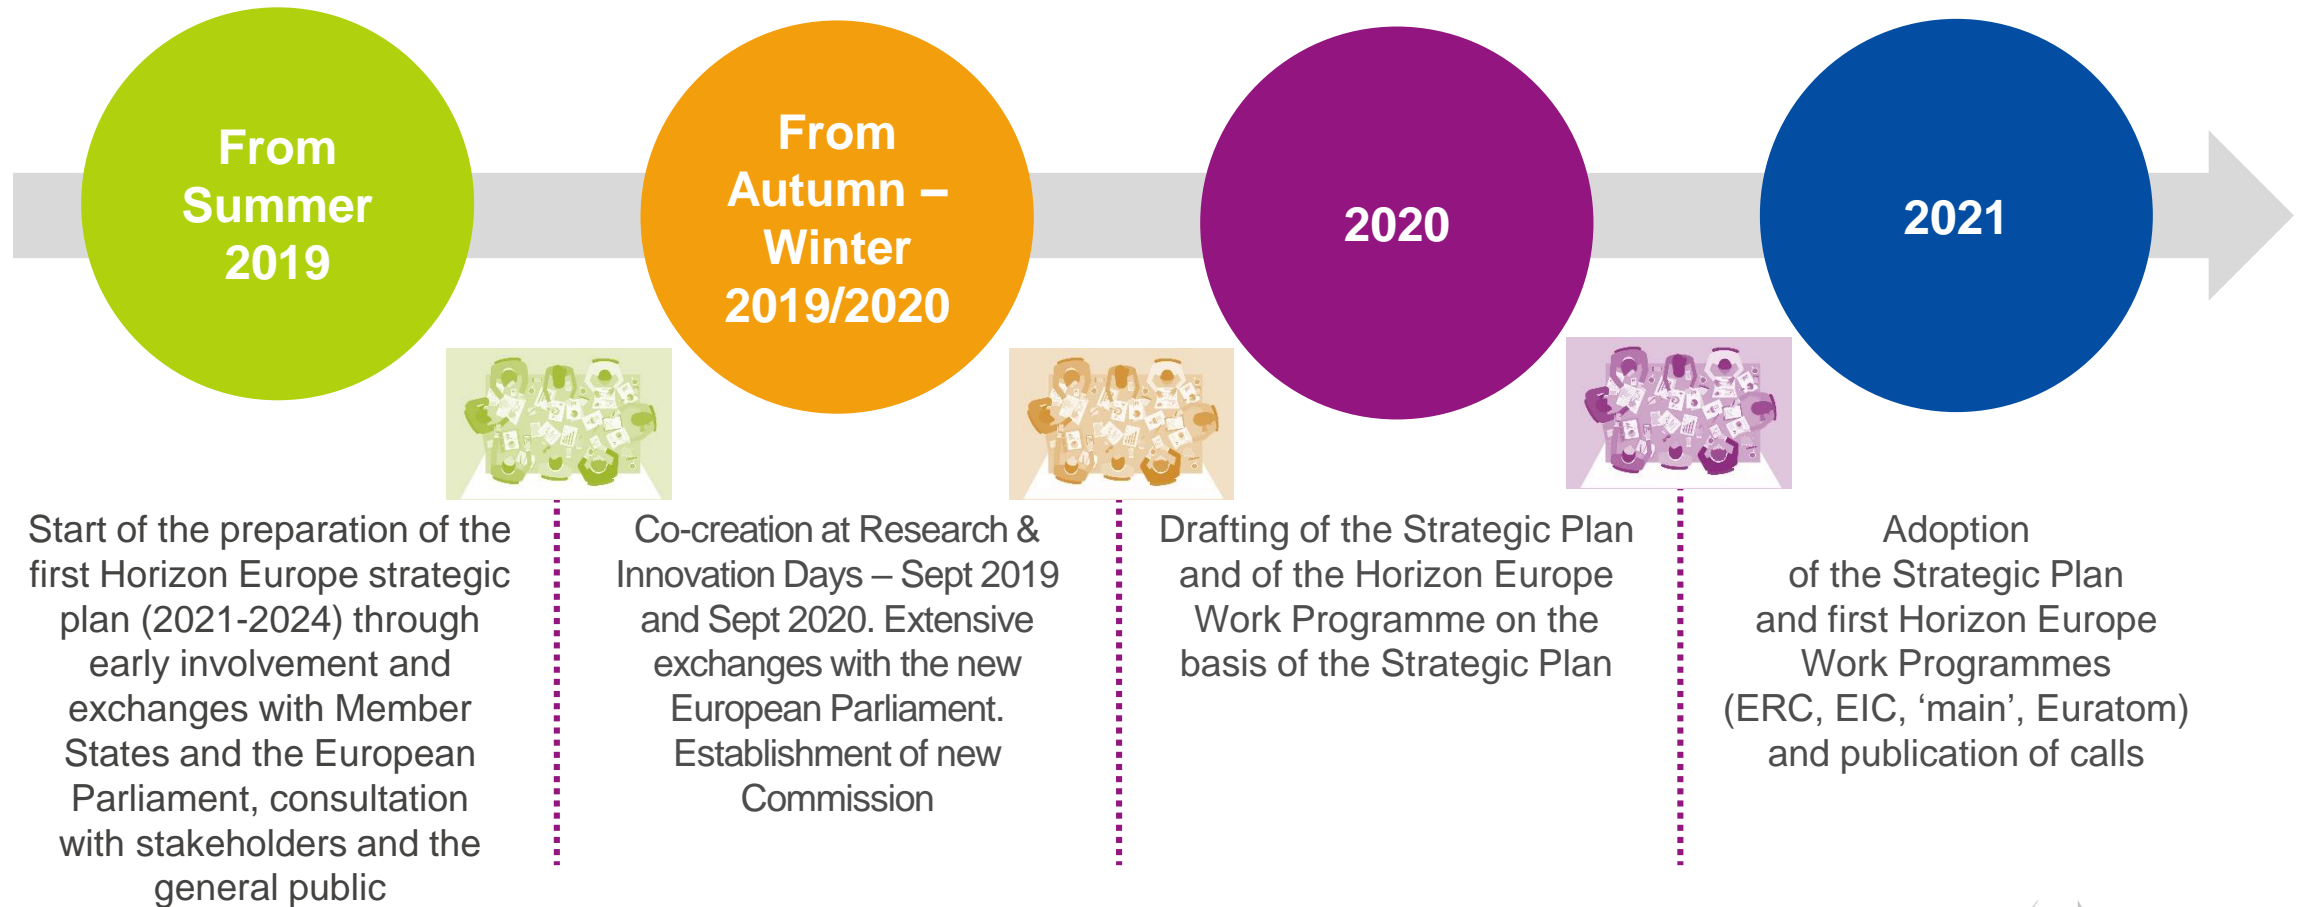 From
Summer
2019
From
Autumn –
Winter
2019/2020
2020
2021
Start of the preparation of the
first Horizon Europe strategic
plan (2021-2024) through
early involvement and
exchanges with Member
States and the European
Parliament, consultation
with stakeholders and the
general public
Co-creation at Research &
Innovation Days – Sept 2019
and Sept 2020. Extensive
exchanges with the new
European Parliament.
Establishment of new
Commission
Drafting of the Strategic Plan
and of the Horizon Europe
Work Programme on the
basis of the Strategic Plan
Adoption
of the Strategic Plan
and first Horizon Europe
Work Programmes
(ERC, EIC, ‘main’, Euratom)
and publication of calls